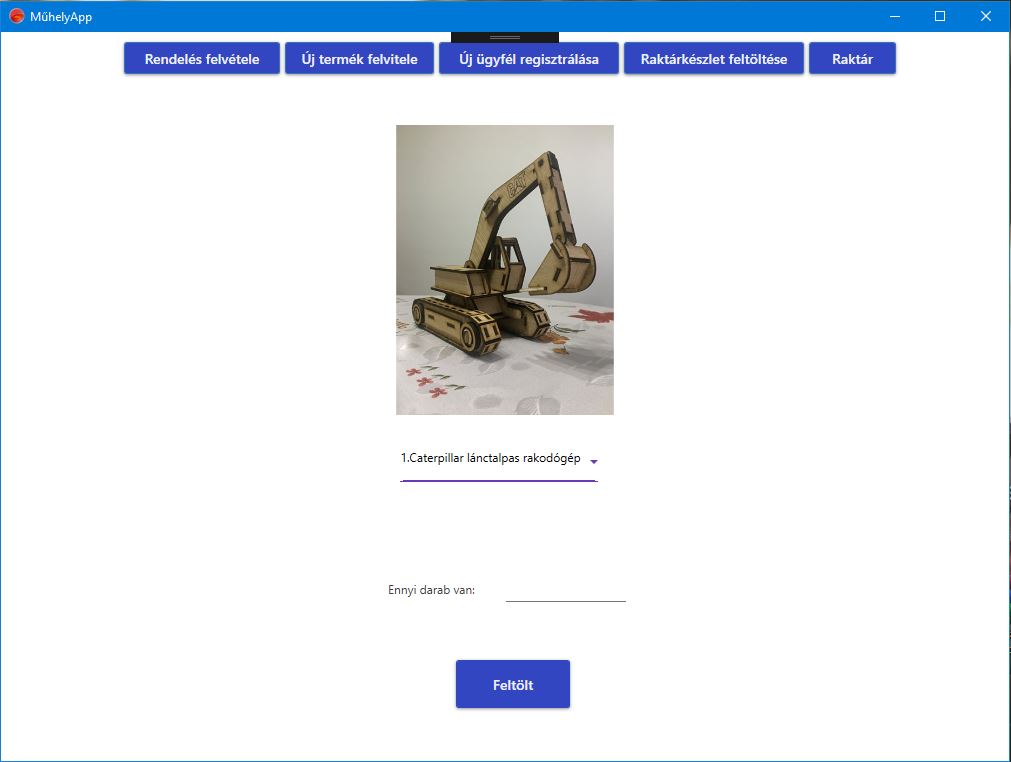 MűhelyApp
Rendelés felvétele
Új termék felvitele
Új ügyfél regisztrálása
Raktárkészlet feltöltése
Raktár
CAT
1.Caterpillar lánctalpas rakodógép
Ennyi darab van:
Feltölt